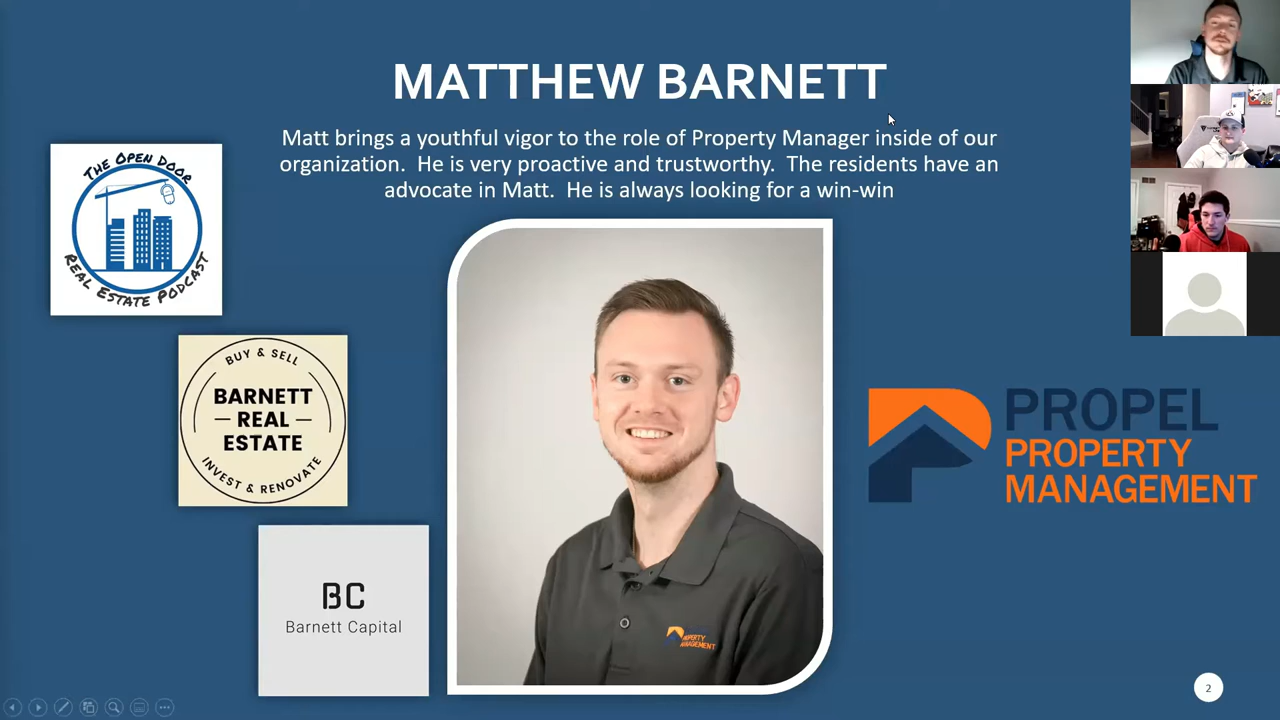 MATTHEW BARNETT
Matt brings a youthful vigor to the role of Property Manager inside of our
organization. He is very proactive and trustworthy. The residents have an
advocate in Matt. He is always looking for a win-win
THE OPEN DOOR
REAL ESTATE PODCAST
BUY & SELL
BARNETT
REAL
ESTATE
INVEST & RENOVATE
BC
Barnett Capital
PROPEL
PROPERTY
MANAGEMENT
PROPERTY
MANAGEMENT
2